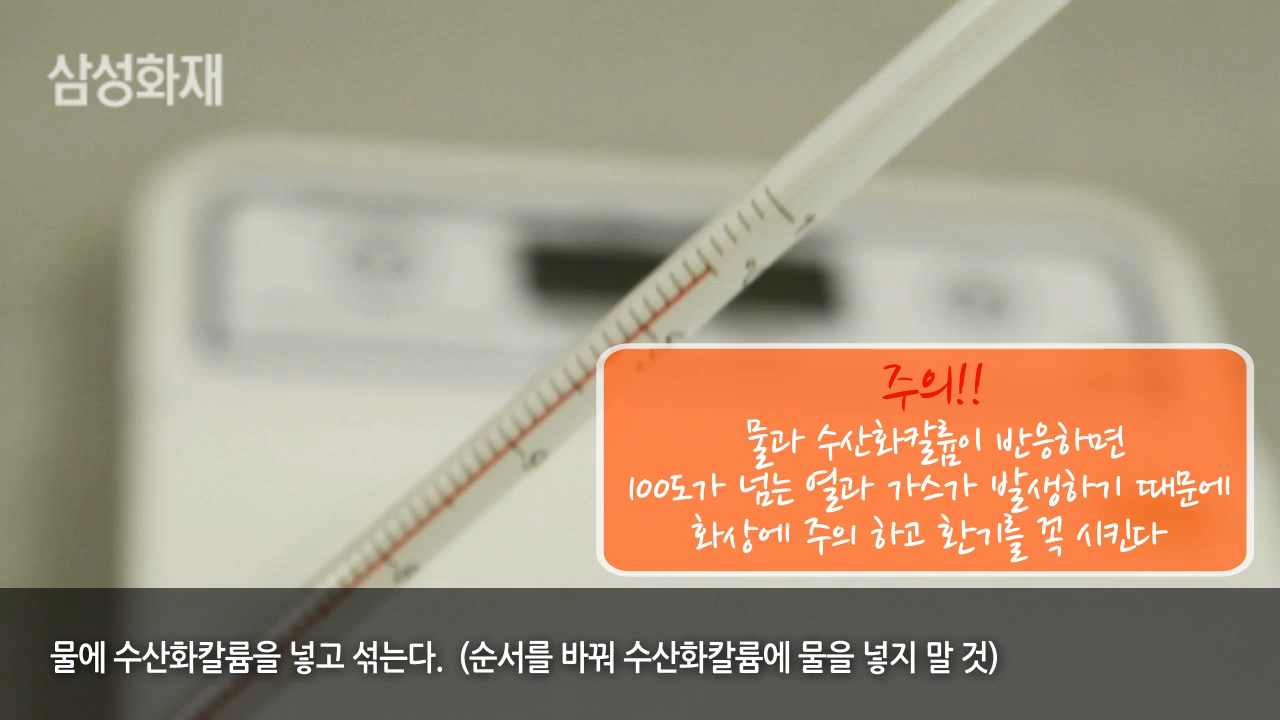 삼성화재
주의!!
물과 수산화칼륨이 반응하면
100도가 넘는 열과 가스가 발생하기 때문에
화상에 주의 하고 환기를 꼭 시킨다
물에 수산화칼륨을 넣고 섞는다. (순서를 바꿔 수산화칼륨에 물을 넣지 말 것)